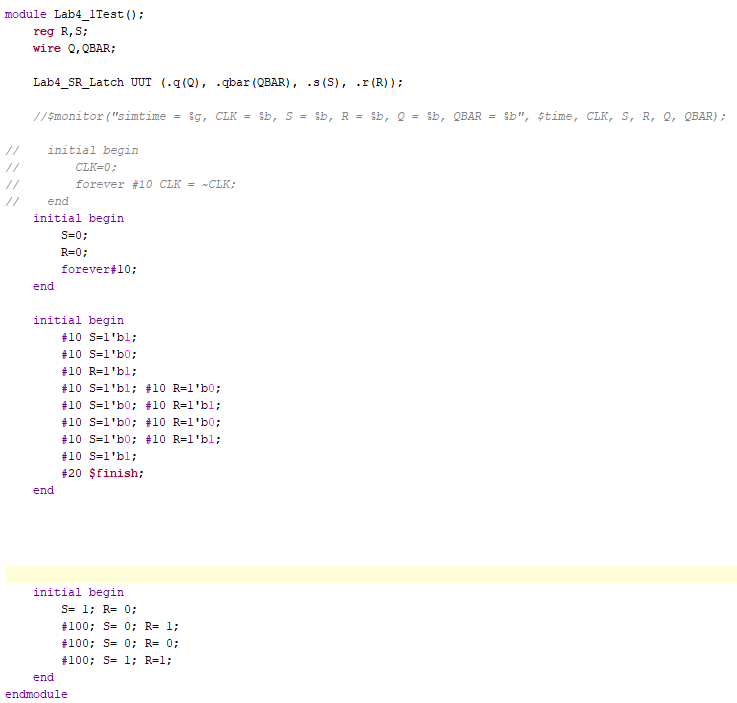 module Lab4_1Test();
    reg R,S;
    wire Q,QBAR;
    Lab4_SR_Latch UUT (.q(Q), .qbar(QBAR), .s(S), .r(R));
    //$monitor("simtime = %g, CLK = %b, S = %b, R = %b, Q = %b, QBAR = %b", $time, CLK, S, R, Q, QBAR);
//    initial begin
//        CLK=0;
//        forever #10 CLK = ~CLK;
//    end
    initial begin
        S=0;
        R=0;
        forever#10;
    end
    initial begin
        #10 S=1'b1;
        #10 S=1'b0;
        #10 R=1'b1;
        #10 S=1'b1; #10 R=1'b0;
        #10 S=1'b0; #10 R=1'b1;
        #10 S=1'b0; #10 R=1'b0;
        #10 S=1'b0; #10 R=1'b1;
        #10 S=1'b1;
        #20 $finish;
    end
    initial begin
        S= 1; R= 0;
        #100; S= 0; R= 1;
        #100; S= 0; R= 0;
        #100; S= 1; R=1;
    end
endmodule